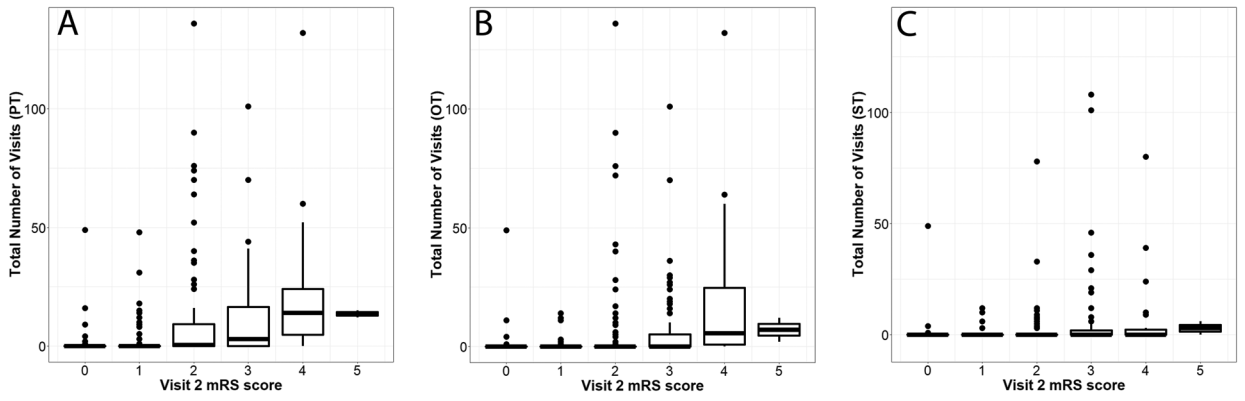 A
Total Number of Visits (PT)
100
50
0
0 1 2 3 4 5
Visit 2 mRS score
B
Total Number of Visits (OT)
100
50
0
0 1 2 3 4 5
Visit 2 mRS score
C
Total Number of Visits (ST)
100
50
0
0 1 2 3 4 5
Visit 2 mRS score